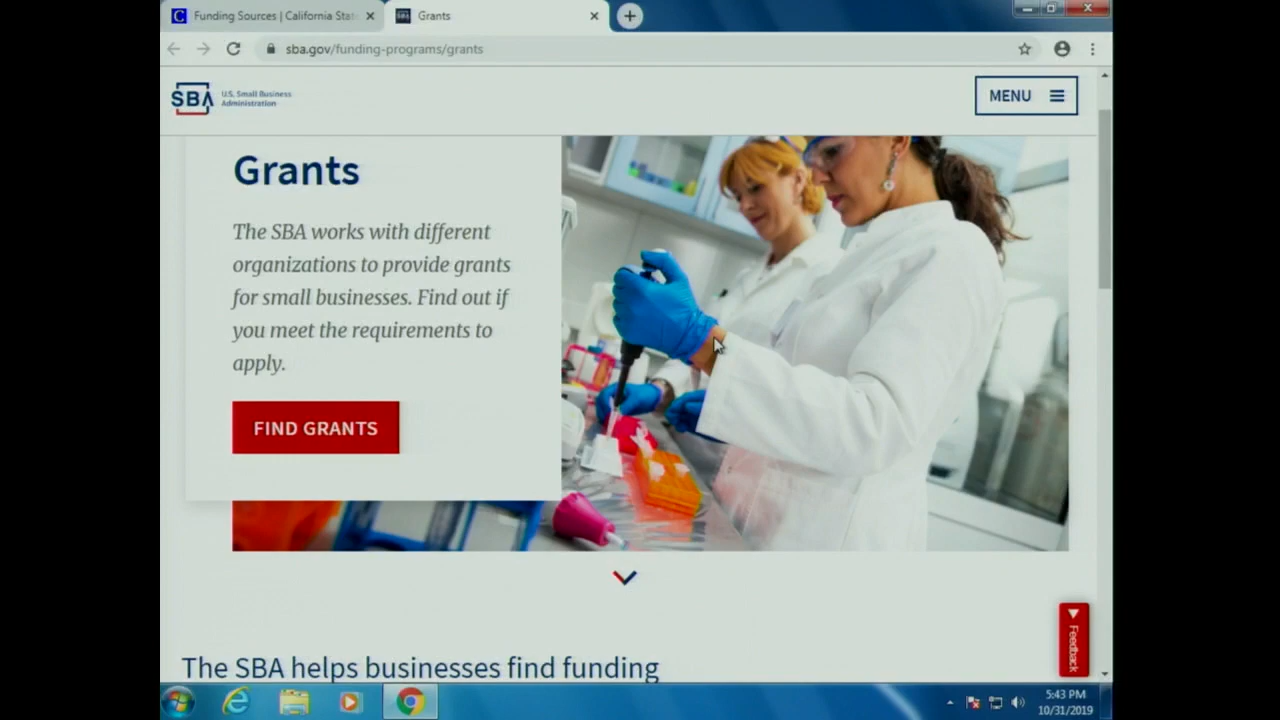 Funding Sources | California Stat
Grants
sba.gov/funding-programs/grants
SBA
U.S. Small Business
Administration
MENU
Grants
The SBA works with different
organizations to provide grants
for small businesses. Find out if
you meet the requirements to
apply.
FIND GRANTS
Feedback
The SBA helps businesses find funding
5:43 PM
10/31/2019